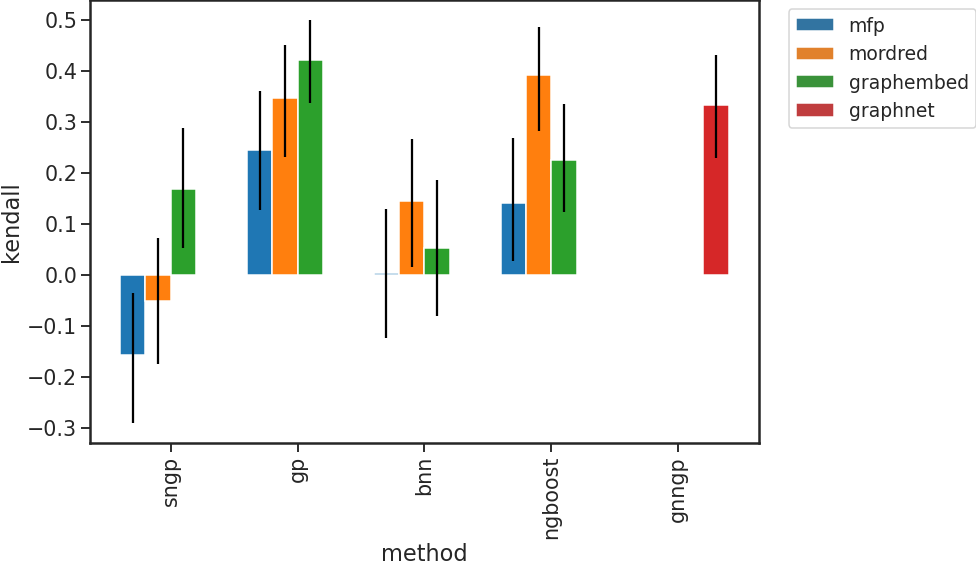 0.5
0.4
0.3
0.2
0.1
0.0
−0.1
−0.2
−0.3
kendall
sngp
gp
bnn
ngboost
gnngp
method
mfp
mordred
graphembed
graphnet